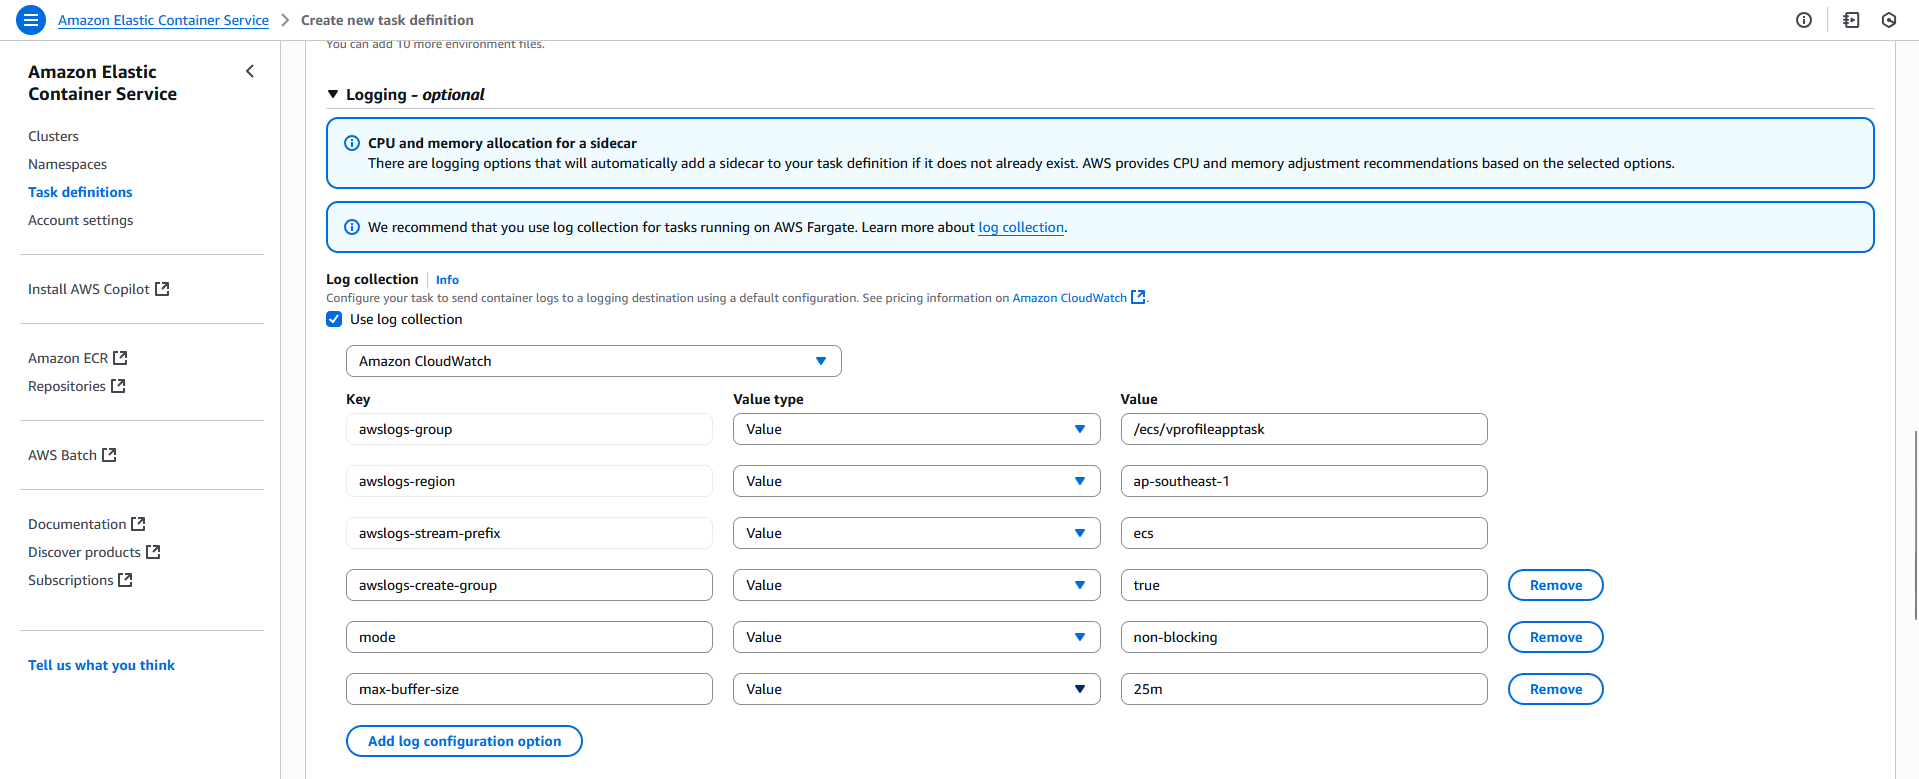 Amazon Elastic Container Service > Create new task definition
Amazon Elastic
Container Service
Clusters
Namespaces
Task definitions
Account settings
Install AWS Copilot
Amazon ECR
Repositories
AWS Batch
Documentation
Discover products
Subscriptions
Tell us what you think
You can add 10 more environment files.
Logging - optional
CPU and memory allocation for a sidecar
There are logging options that will automatically add a sidecar to your task definition if it does not already exist. AWS provides CPU and memory adjustment recommendations based on the selected options.
We recommend that you use log collection for tasks running on AWS Fargate. Learn more about log collection.
Log collection Info
Configure your task to send container logs to a logging destination using a default configuration. See pricing information on Amazon CloudWatch.
Use log collection
Amazon CloudWatch
Key Value type Value
awslogs-group Value /ecs/vprofileapptask
awslogs-region Value ap-southeast-1
awslogs-stream-prefix Value ecs
awslogs-create-group Value true Remove
mode Value non-blocking Remove
max-buffer-size Value 25m Remove
Add log configuration option